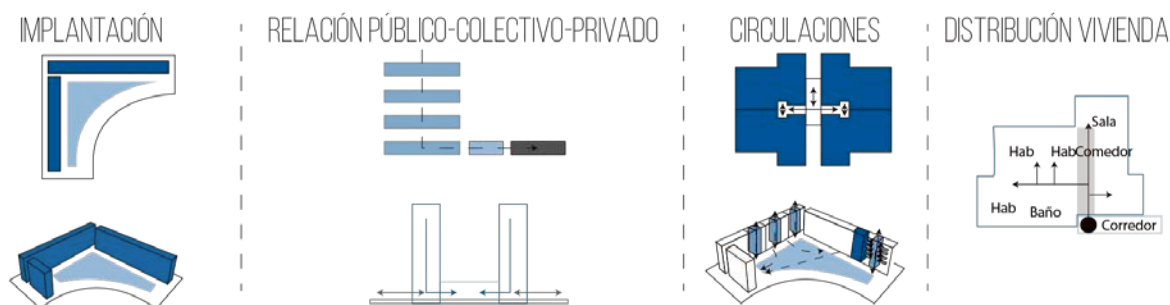 IMPLANTACIÓN
RELACIÓN PÚBLICO-COLECTIVO-PRIVADO
CIRCULACIONES
DISTRIBUCIÓN VIVIENDA
Sala
Hab
Hab
Comedor
Hab
Baño
Corredor